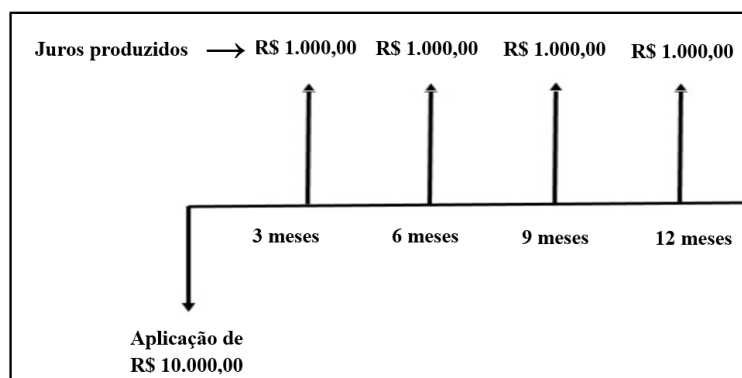 Juros produzidos → R$ 1.000,00 R$ 1.000,00 R$ 1.000,00 R$ 1.000,00
3 meses 6 meses 9 meses 12 meses
Aplicação de
R$ 10.000,00